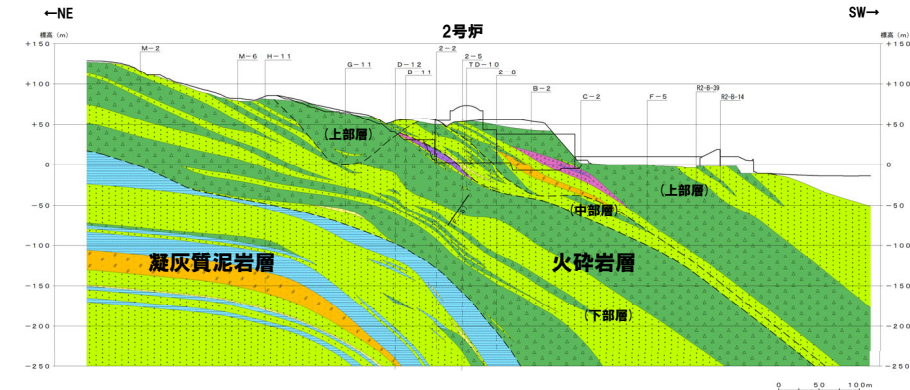 ←NE
SW→
2号炉
標高(m)
標高(m)
+150
+100
+50
0
-50
-100
-150
-200
-250
M-2
M-6
H-11
G-11
D-12
D-11
2-2
2-5
TD-10
2-0
B-2
C-2
F-5
R2-B-39
R2-B-14
+150
+100
+50
0
-50
-100
-150
-200
-250
(上部層)
(上部層)
(中部層)
凝灰質泥岩層
火砕岩層
(下部層)
0 50 100m